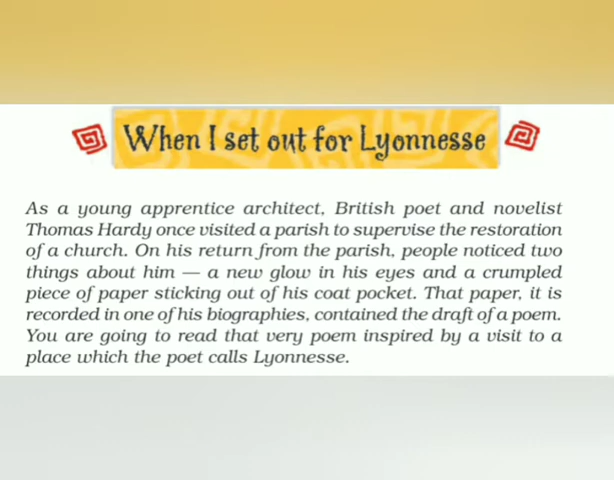 When I set out for Lyonnesse
As a young apprentice architect, British poet and novelist
Thomas Hardy once visited a parish to supervise the restoration
of a church. On his return from the parish, people noticed two
things about him — a new glow in his eyes and a crumpled
piece of paper sticking out of his coat pocket. That paper, it is
recorded in one of his biographies, contained the draft of a poem.
You are going to read that very poem inspired by a visit to a
place which the poet calls Lyonnesse.